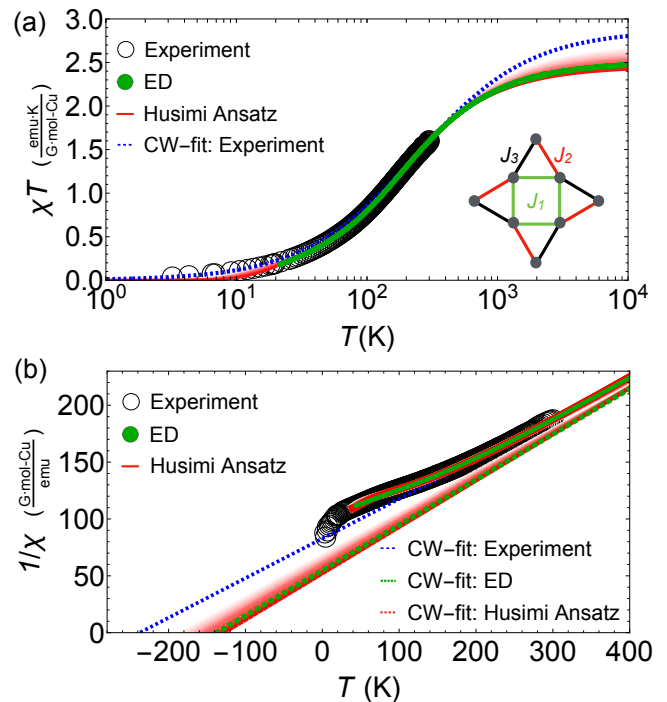 (a)
Experiment
ED
Husimi Ansatz
CW-fit: Experiment
χT (emu·K / G·mol-Cu)
3.0
2.5
2.0
1.5
1.0
0.5
0.0
J3
J2
J1
10^0
10^1
10^2
10^3
10^4
T(K)
(b)
Experiment
ED
Husimi Ansatz
1/χ (G·mol-Cu / emu)
200
150
100
50
0
CW-fit: Experiment
CW-fit: ED
CW-fit: Husimi Ansatz
-200
-100
0
100
200
300
400
T (K)